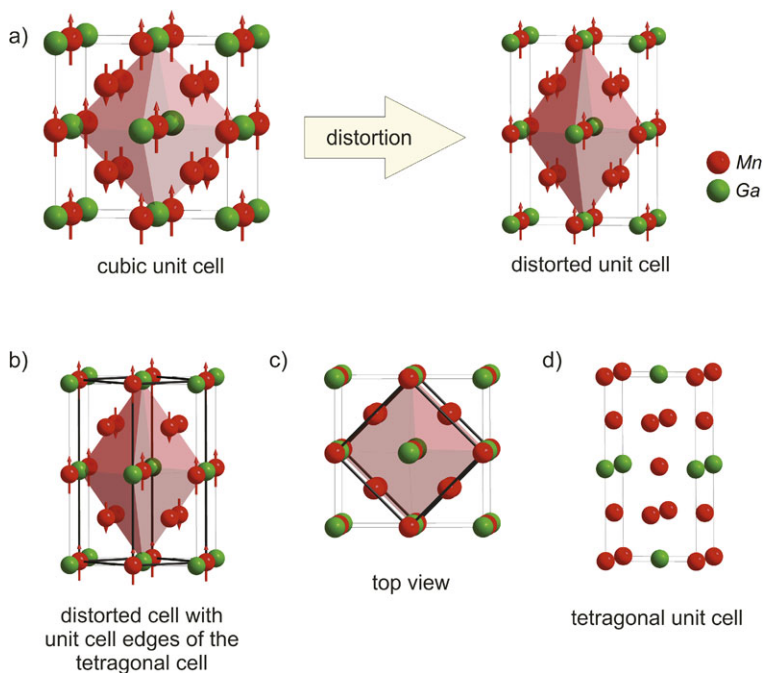 a)
distortion
Mn
Ga
cubic unit cell
distorted unit cell
b)
c)
d)
top view
distorted cell with
unit cell edges of the
tetragonal cell
tetragonal unit cell